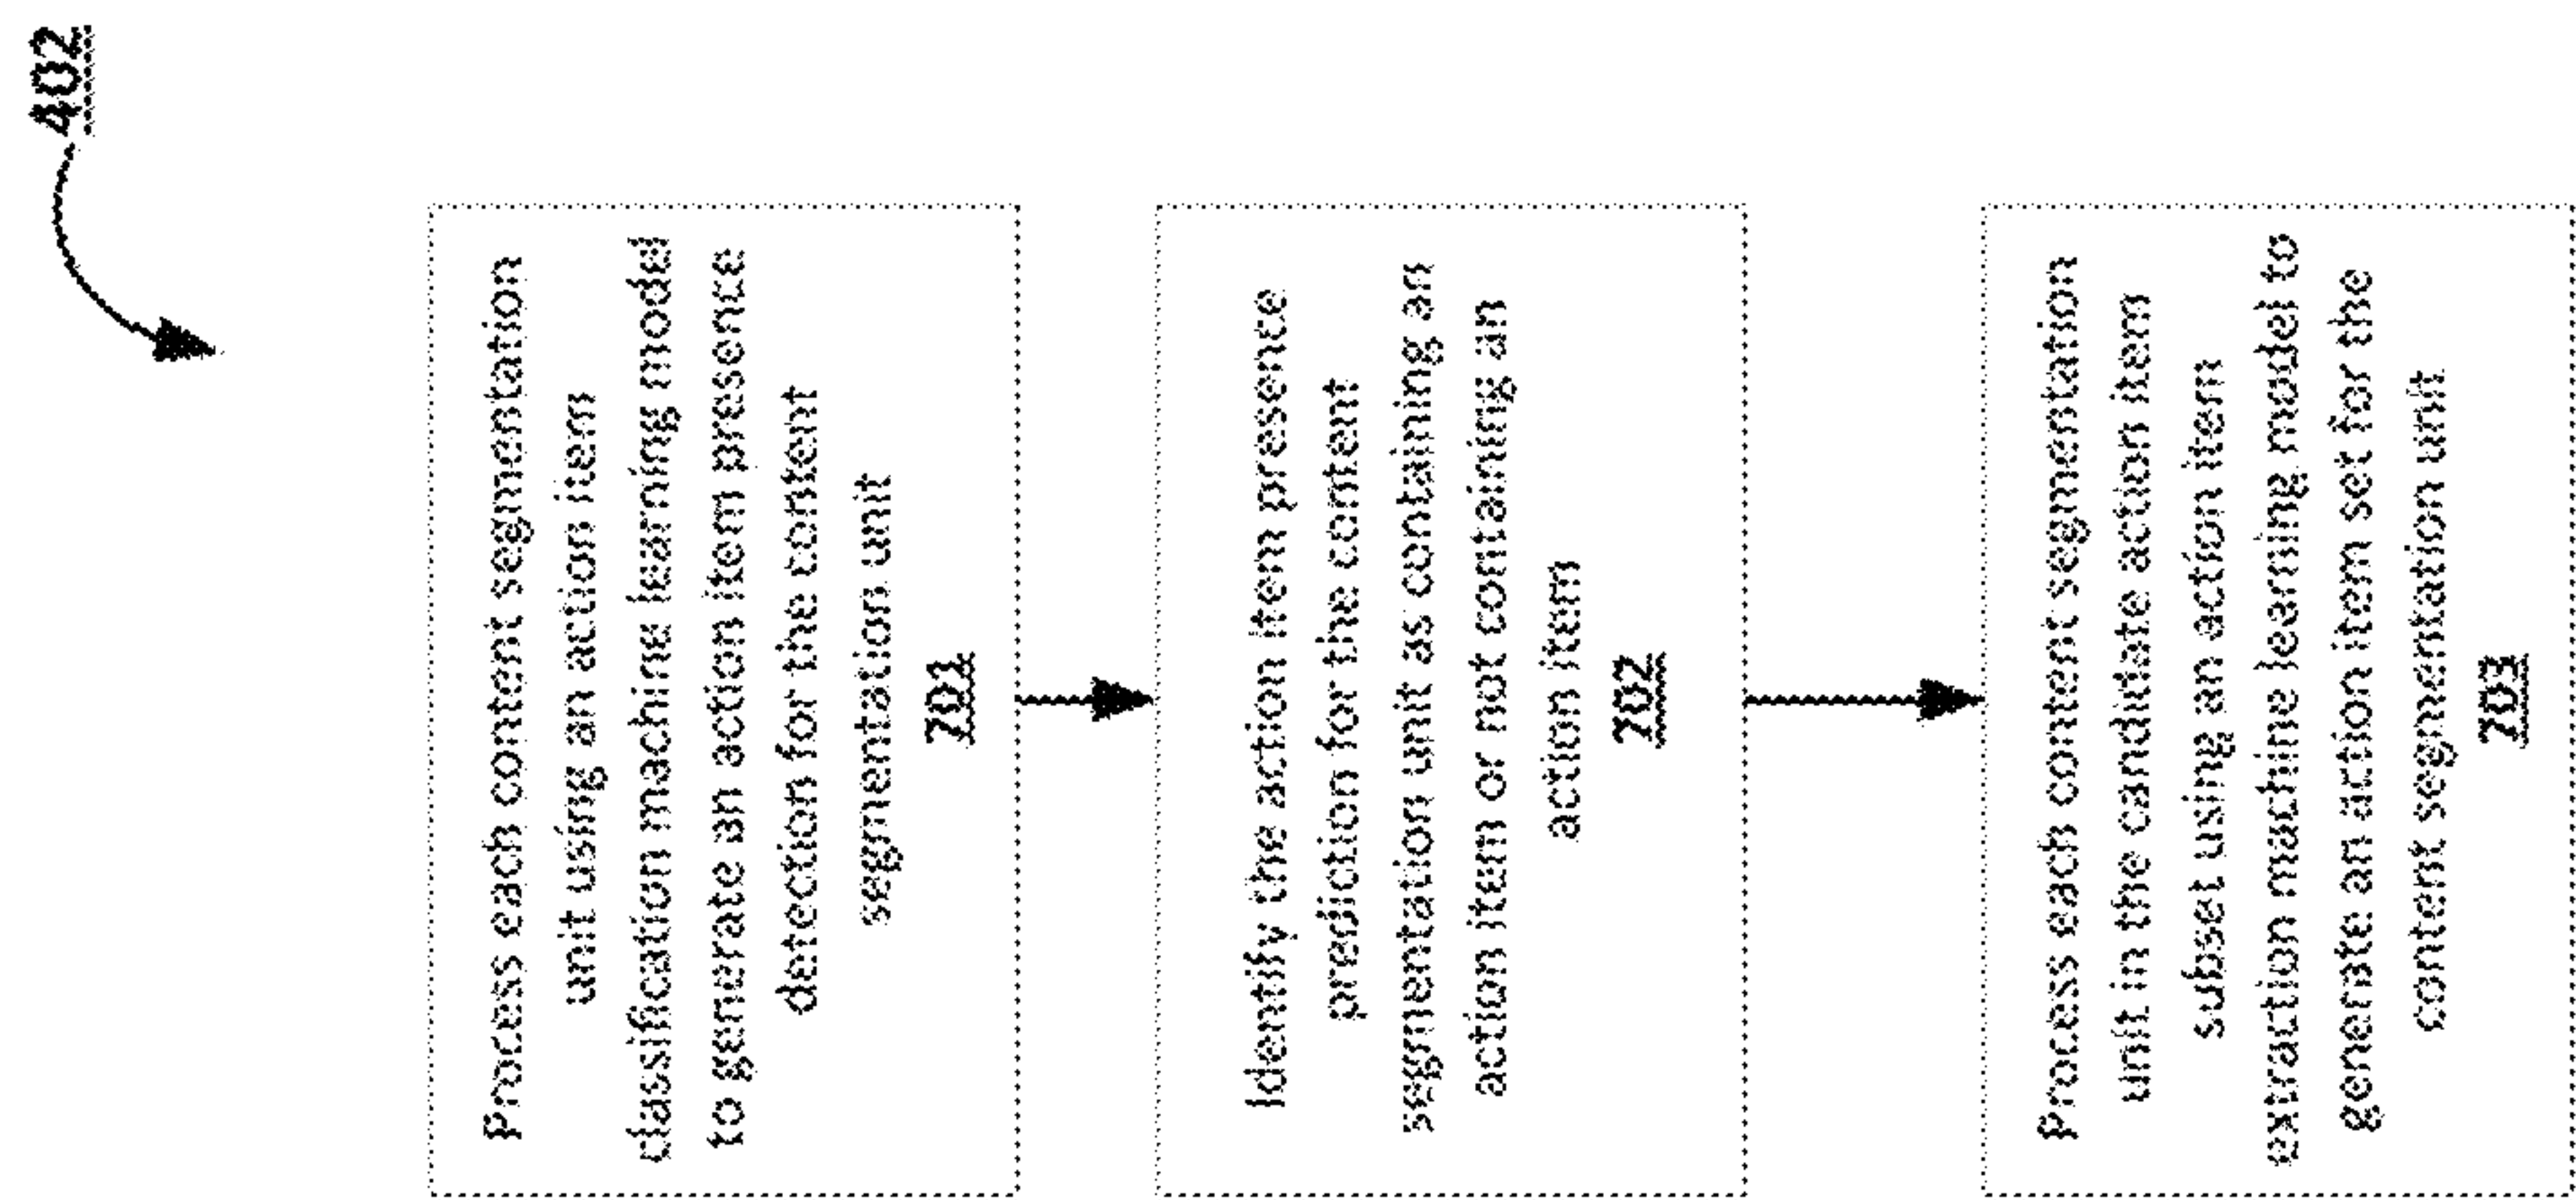 402
Process each content segmentation
unit using an action item
classification machine learning model
to generate an action item presence
detection for the content
segmentation unit
701
Identify the action item presence
prediction for the content
segmentation unit as containing an
action item or not containing an
action item
702
Process each content segmentation
unit in the candidate action item
subset using an action item
extraction machine learning model to
generate an action item set for the
content segmentation unit
703